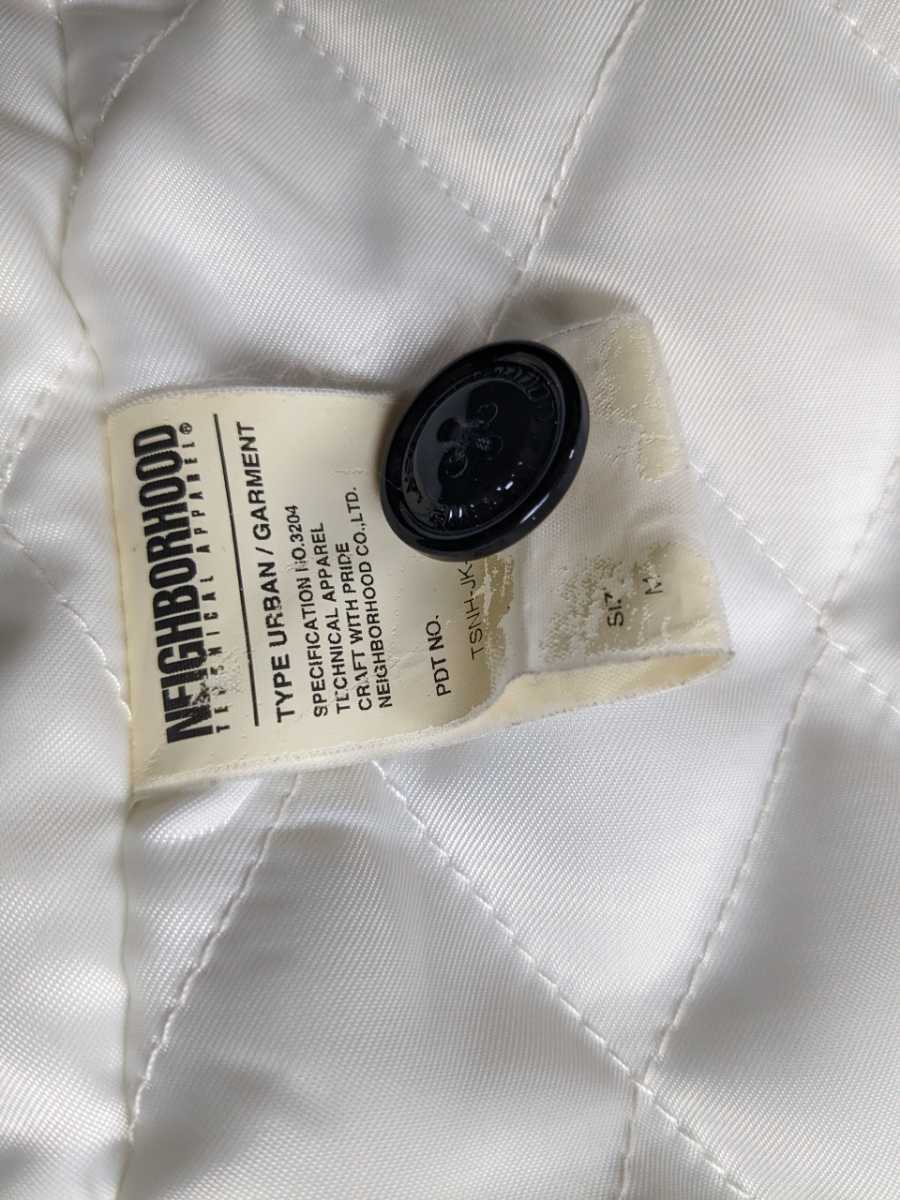 NEIGHBORHOOD
TECHNICAL APPAREL®
TYPE URBAN / GARMENT
SPECIFICATION NO.3204
TECHNICAL APPAREL
CRAFT WITH PRIDE
NEIGHBORHOOD CO.,LTD.
PDT NO.
TSNH-JK-
SIZ
M